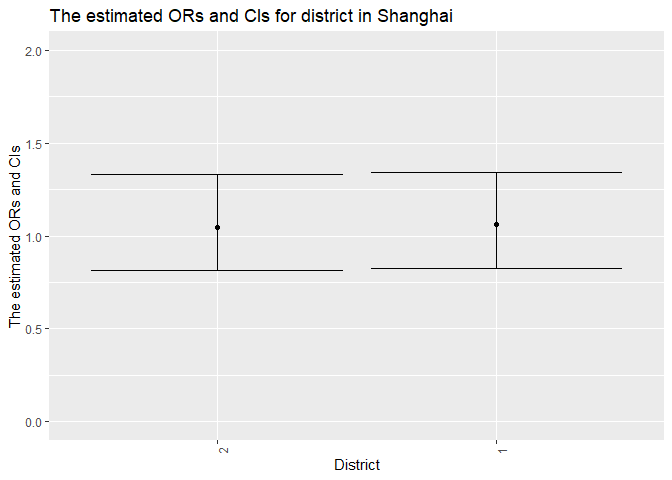 The estimated ORs and CIs for district in Shanghai
The estimated ORs and CIs
2.0
1.5
1.0
0.5
0.0
2
1
District